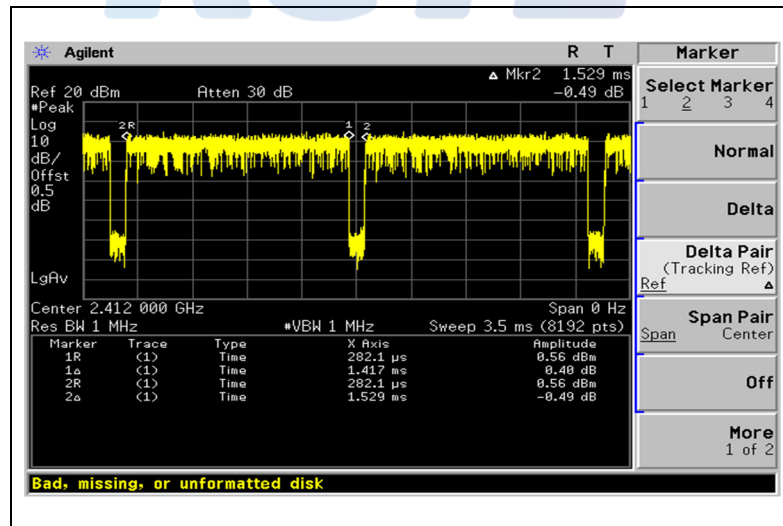 Agilent R T
Δ Mkr2 1.529 ms
Ref 20 dBm Atten 30 dB -0.49 dB
#Peak
Log
10
dB/
Offst
0.5
dB
LgAv
2R 1 2
Center 2.412 000 GHz Span 0 Hz
Res BW 1 MHz #VBW 1 MHz Sweep 3.5 ms (8192 pts)
Marker Trace Type X Axis Amplitude
1R (1) Time 282.1 µs 0.56 dBm
1Δ (1) Time 1.417 ms 0.40 dB
2R (1) Time 282.1 µs 0.56 dBm
2Δ (1) Time 1.529 ms -0.49 dB
Bad, missing, or unformatted disk
Marker
Select Marker
1 2 3 4
Normal
Delta
Delta Pair
(Tracking Ref)
Ref Δ
Span Pair
Span Center
Off
More
1 of 2